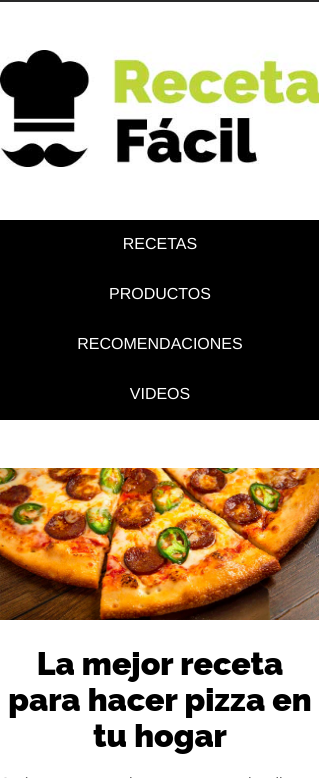 Receta
Fácil
RECETAS
PRODUCTOS
RECOMENDACIONES
VIDEOS
La mejor receta
para hacer pizza en
tu hogar